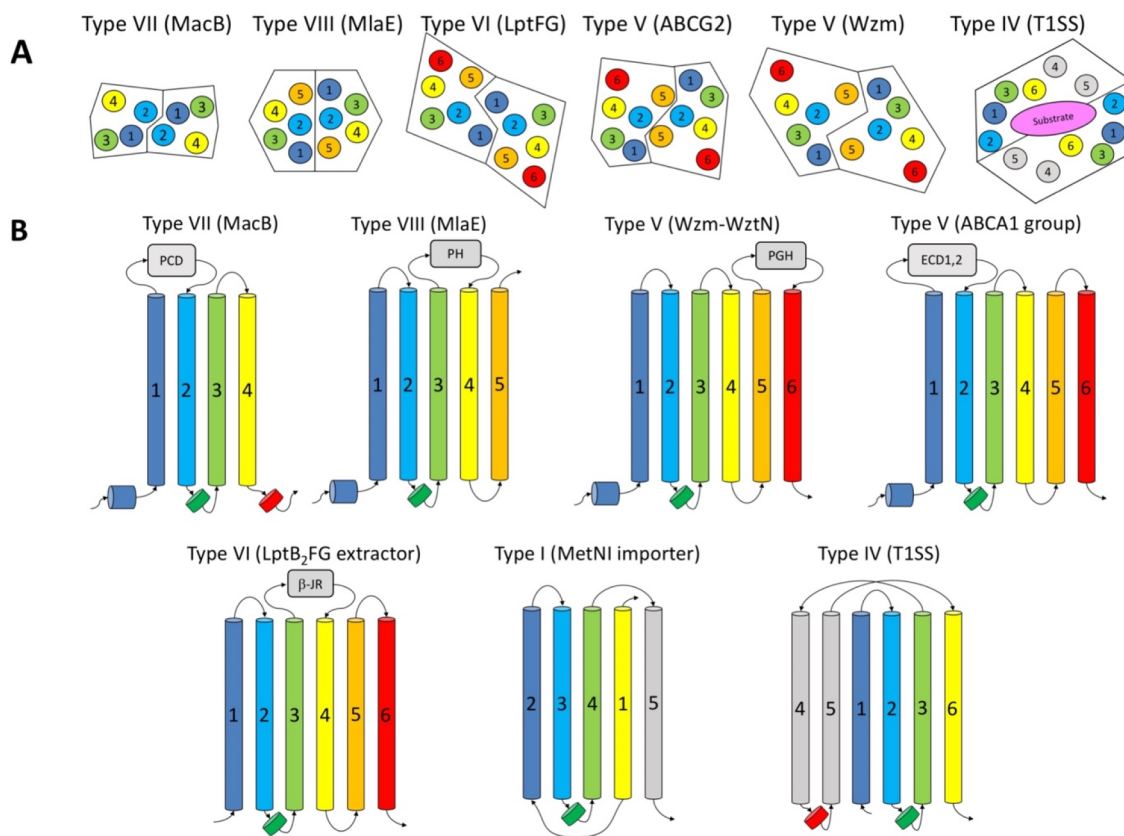 A
Type VII (MacB) Type VIII (MlaE) Type VI (LptFG) Type V (ABCG2) Type V (Wzm) Type IV (T1SS)
4 2 1 3
3 1 2 4
5 1
4 3
2 2
3 4
1 5
6
4 5
3 2 1
1 2 3
5 4
6
6
4 5 1
3 2 2 3
1 5 4
6
6
4 5 1
3 2 2 3
1 5 4
6
4
3 6 5
1 Substrate 2
2 1
5 6 3
4
B
Type VII (MacB)
PCD
1 2 3 4
Type VIII (MlaE)
PH
1 2 3 4 5
Type V (Wzm-WztN)
PGH
1 2 3 4 5 6
Type V (ABCA1 group)
ECD1,2
1 2 3 4 5 6
Type VI (LptB₂FG extractor)
β-JR
1 2 3 4 5 6
Type I (MetNI importer)
2 3 4 1 5
Type IV (T1SS)
4 5 1 2 3 6